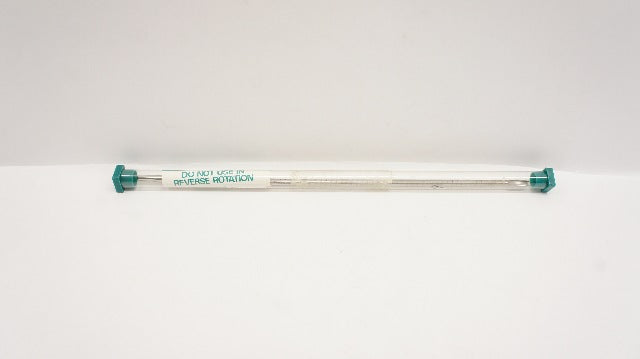 DO NOT USE IN
REVERSE ROTATION